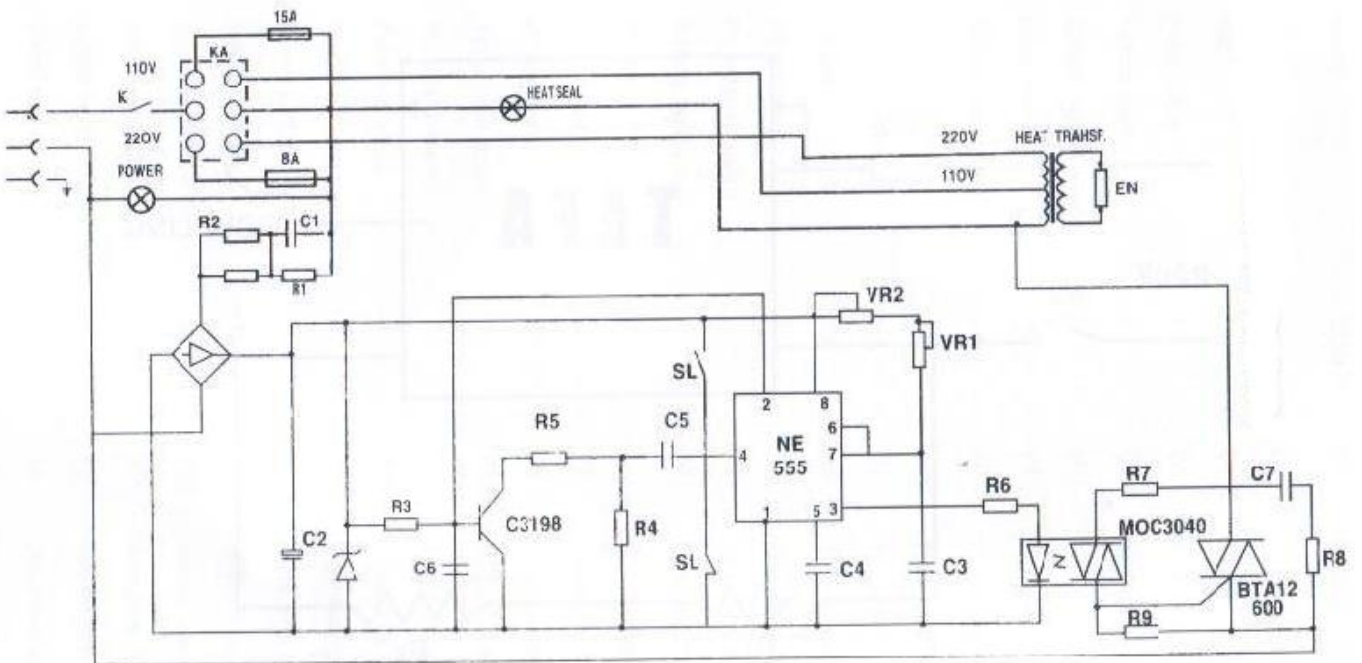 15A
KA
110V
K
HEAT SEAL
220V
8A
220V HEAT TRAHSF.
POWER
110V
EN
R2 C1
R1
VR2
VR1
SL
2 8
R5 C5
6
NE
7
4 555
R7 C7
R3
R6
C3198
1 5 3
MOC3040
R4
C2
R8
SL
C6 C4 C3
N
BTA12
600
R9